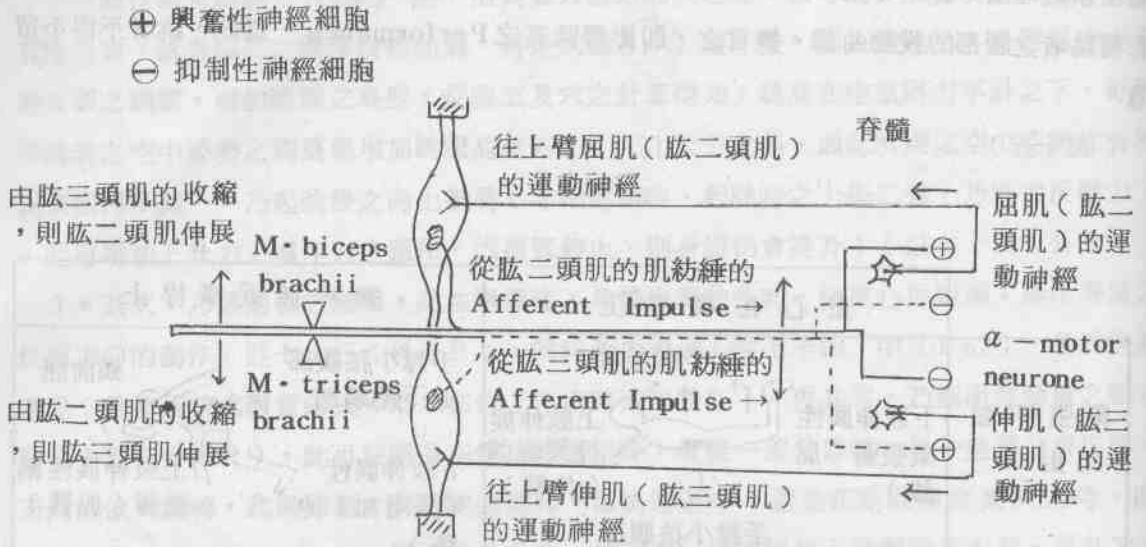 ⊕ 興奮性神經細胞
⊖ 抑制性神經細胞
脊髓
往上臂屈肌(肱二頭肌)
的運動神經
由肱三頭肌的收縮
,則肱二頭肌伸展
M·biceps
brachii
屈肌(肱二
頭肌)的運
動神經
從肱二頭肌的肌紡綞的
Afferent Impulse
α-motor
neurone
從肱三頭肌的肌紡綞的
Afferent Impulse
M·triceps
brachii
由肱二頭肌的收縮
,則肱三頭肌伸展
伸肌(肱三
頭肌)的運
動神經
往上臂伸肌(肱三頭肌)
的運動神經